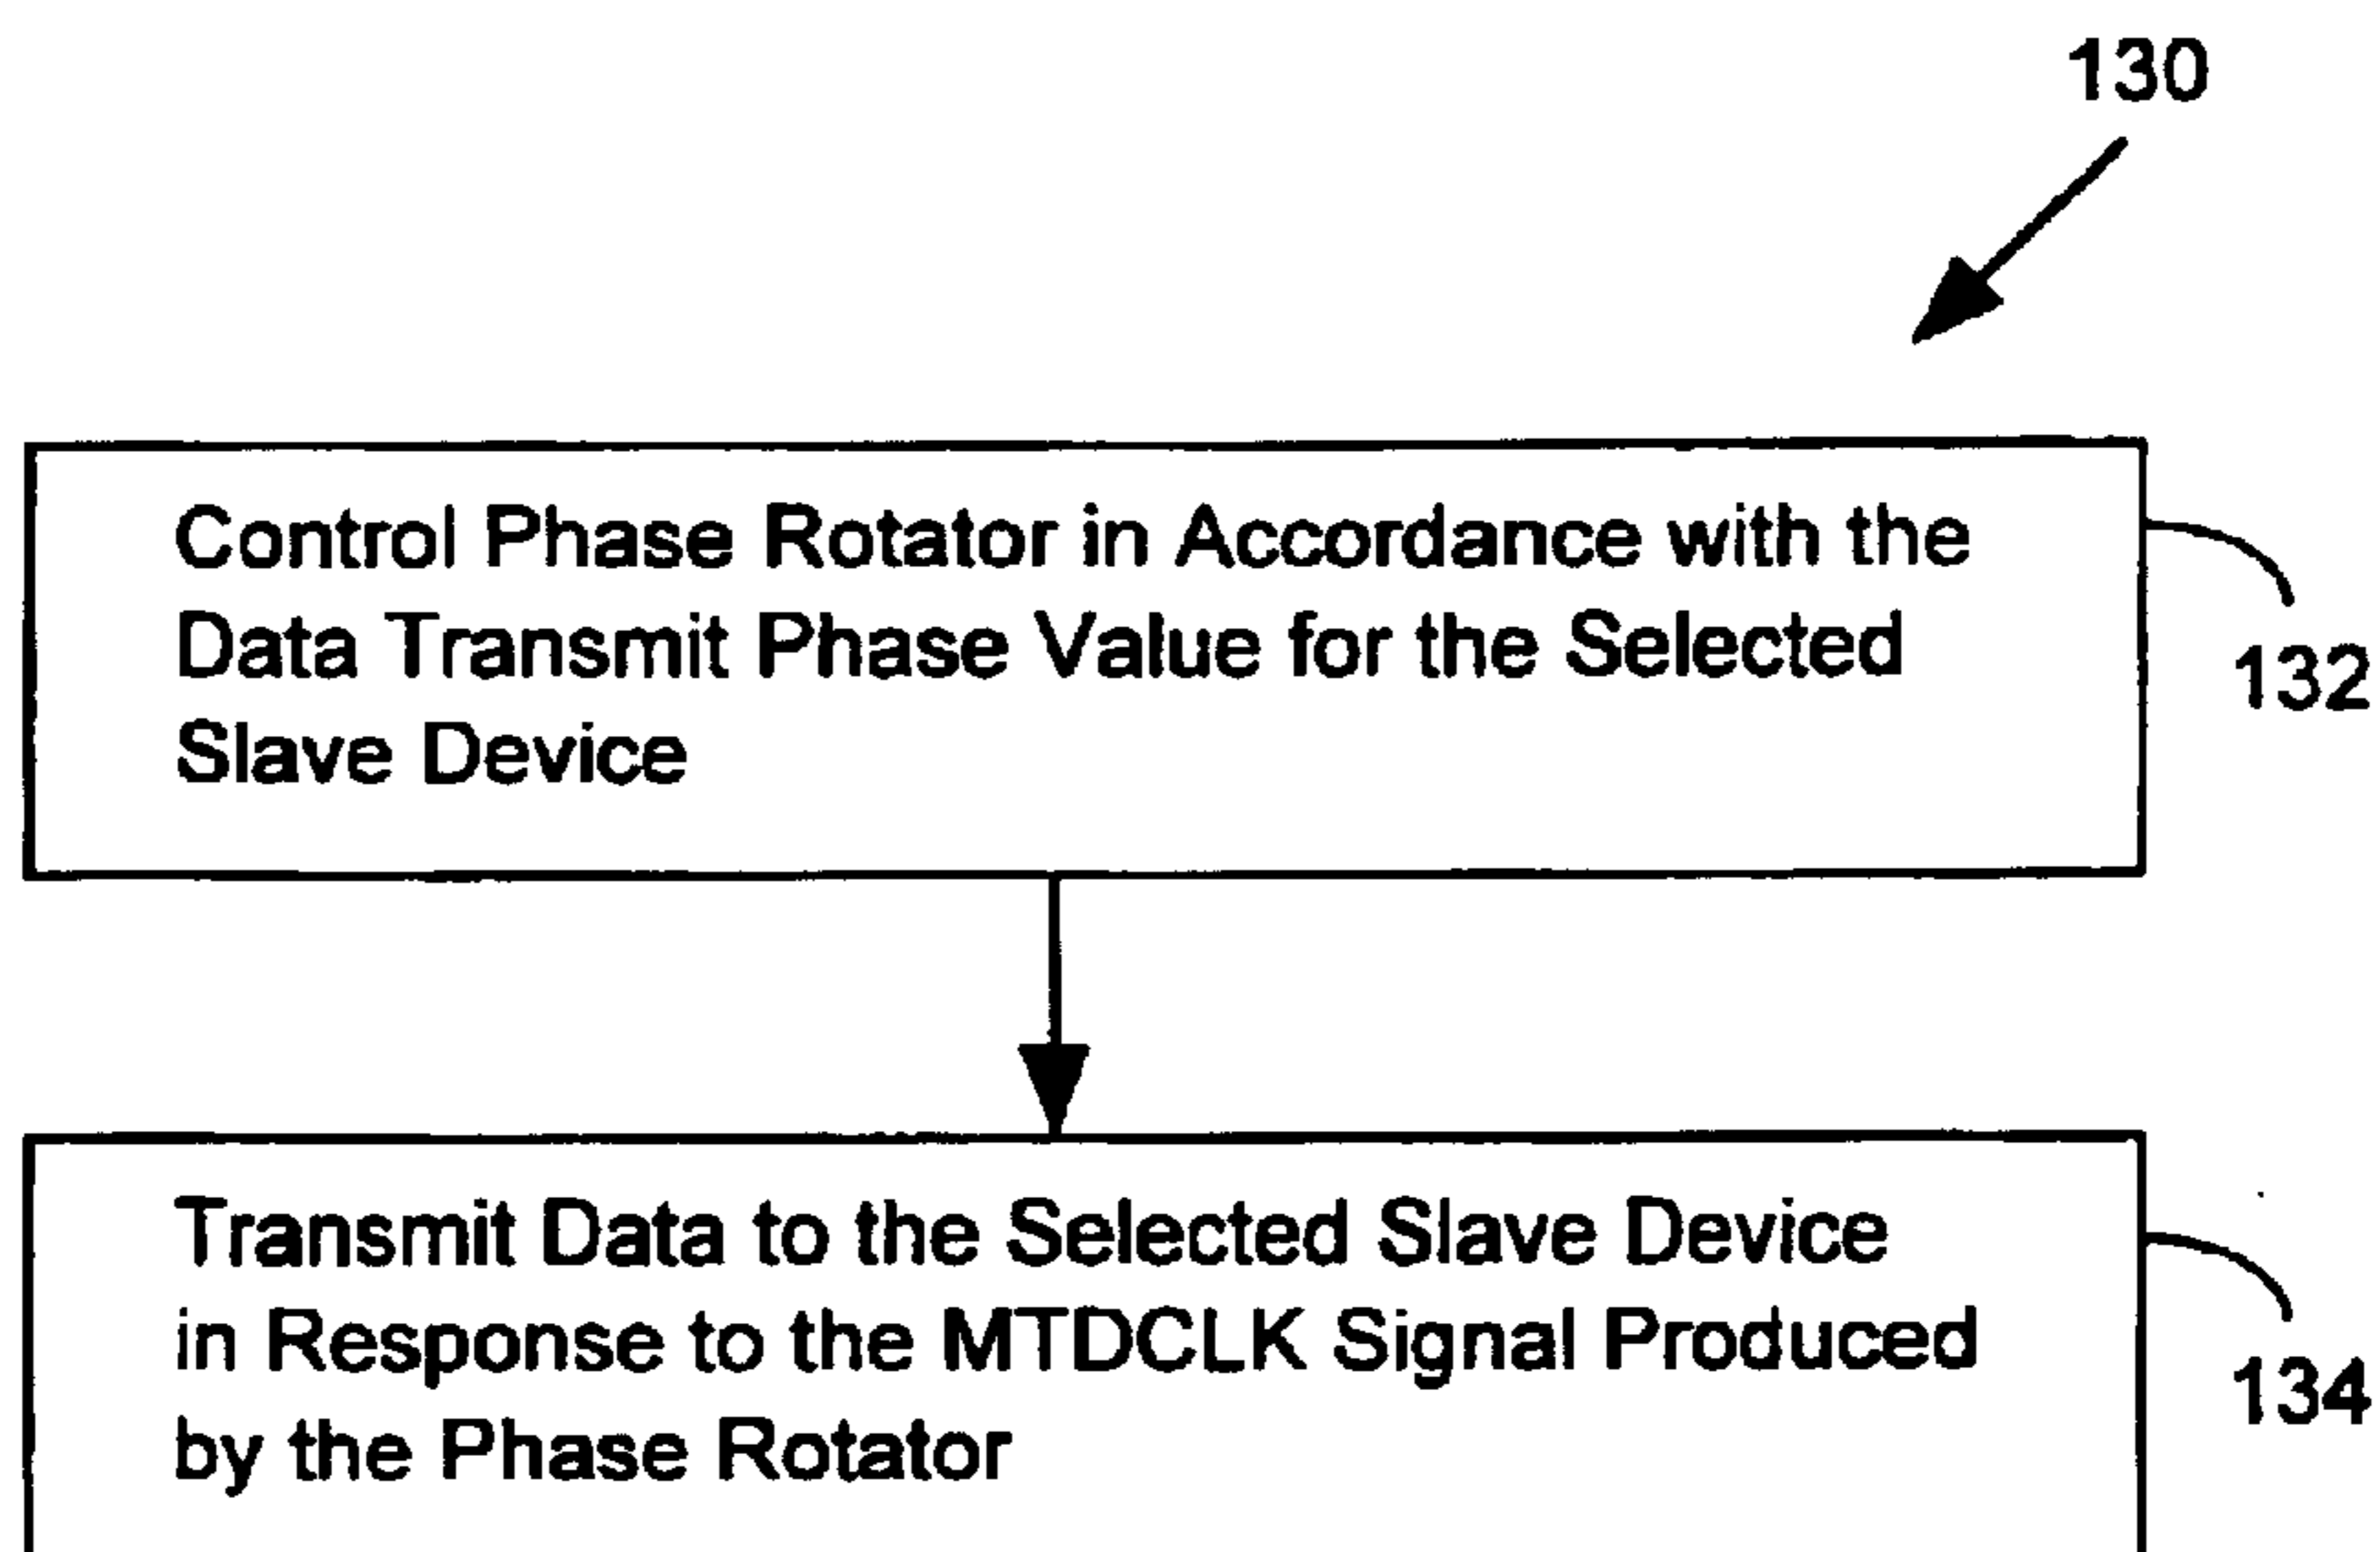 130
Control Phase Rotator in Accordance with the
Data Transmit Phase Value for the Selected
Slave Device
132
Transmit Data to the Selected Slave Device
in Response to the MTDCLK Signal Produced
by the Phase Rotator
134